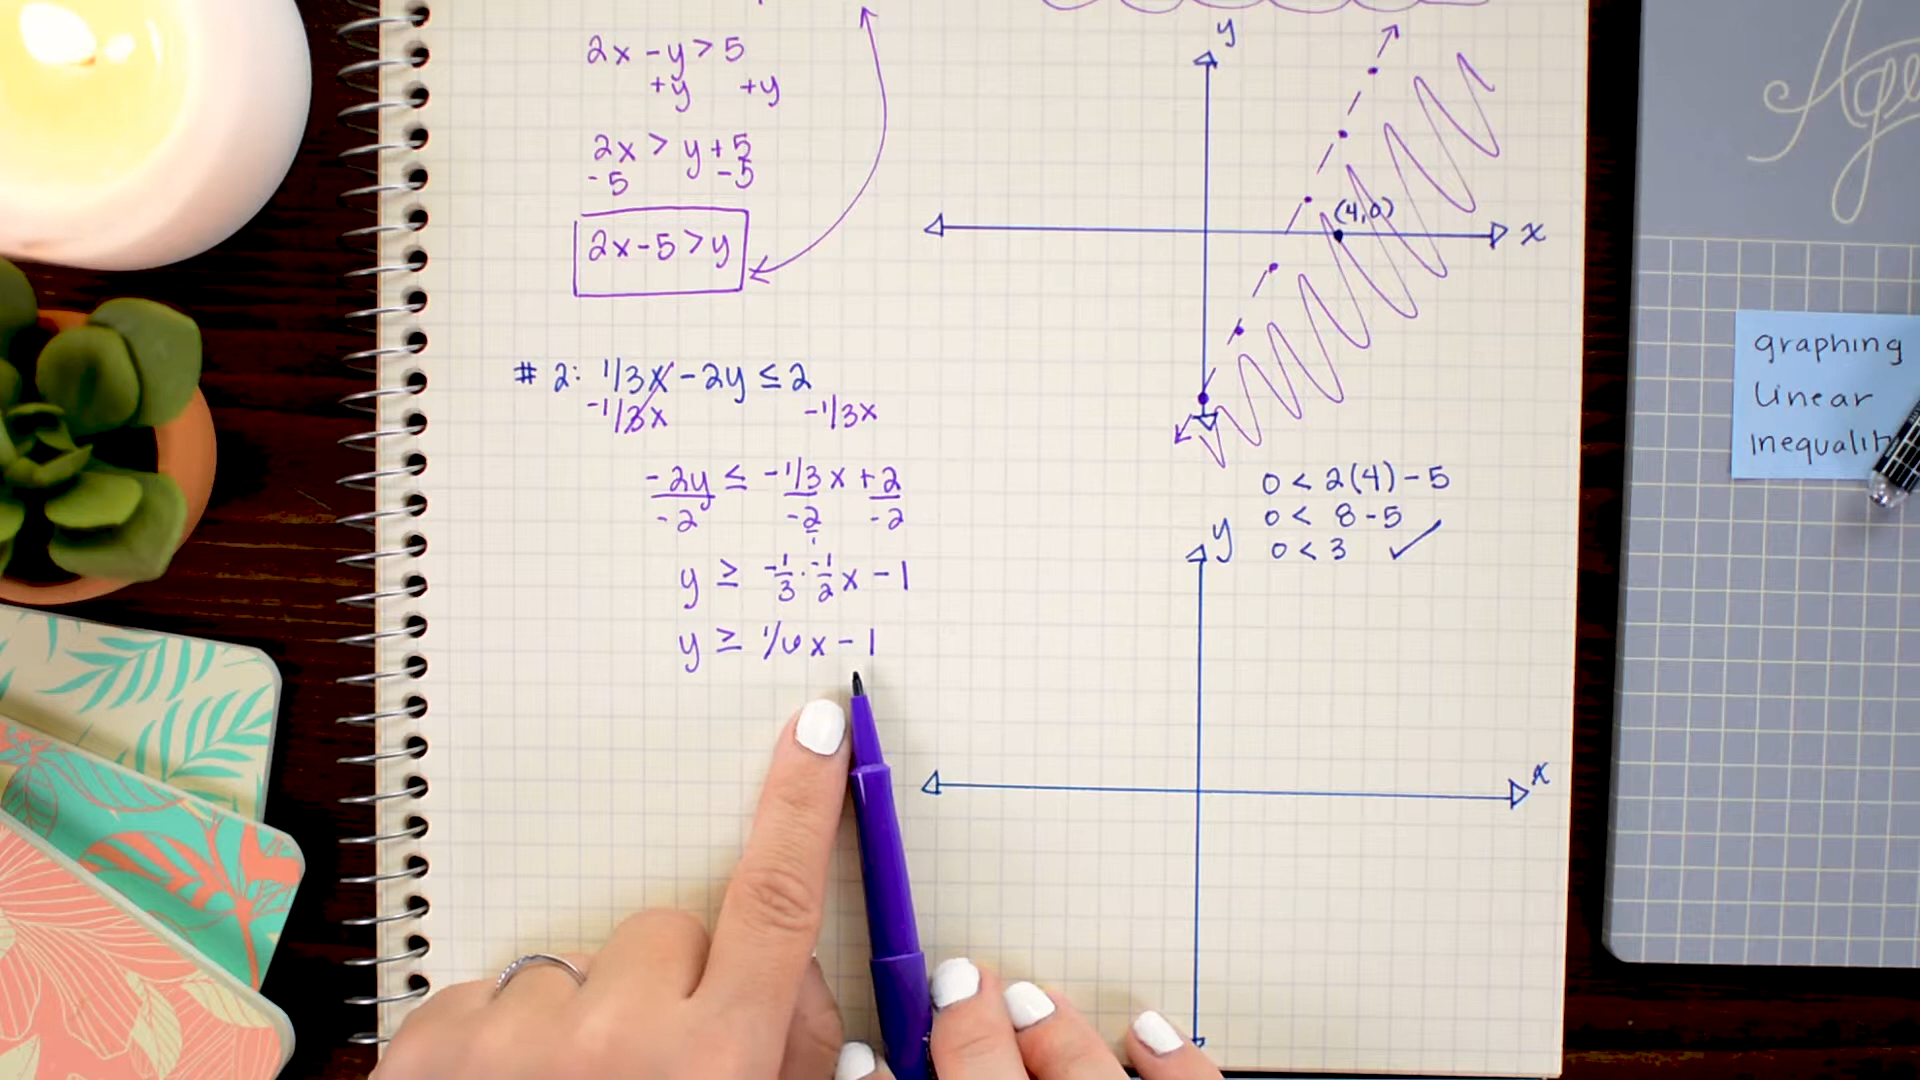 2x - y > 5
+y +y
2x > y + 5
-5 -5
2x - 5 > y
# 2: 1/3x - 2y ≤ 2
-1/3x -1/3x
-2y ≤ -1/3x + 2
-2 -2 -2
1
y ≥ -1/3 · -1/2 x - 1
y ≥ 1/6 x - 1
y
(4,0)
x
0 < 2(4) - 5
0 < 8 - 5
0 < 3 ✓
y
x
graphing
linear